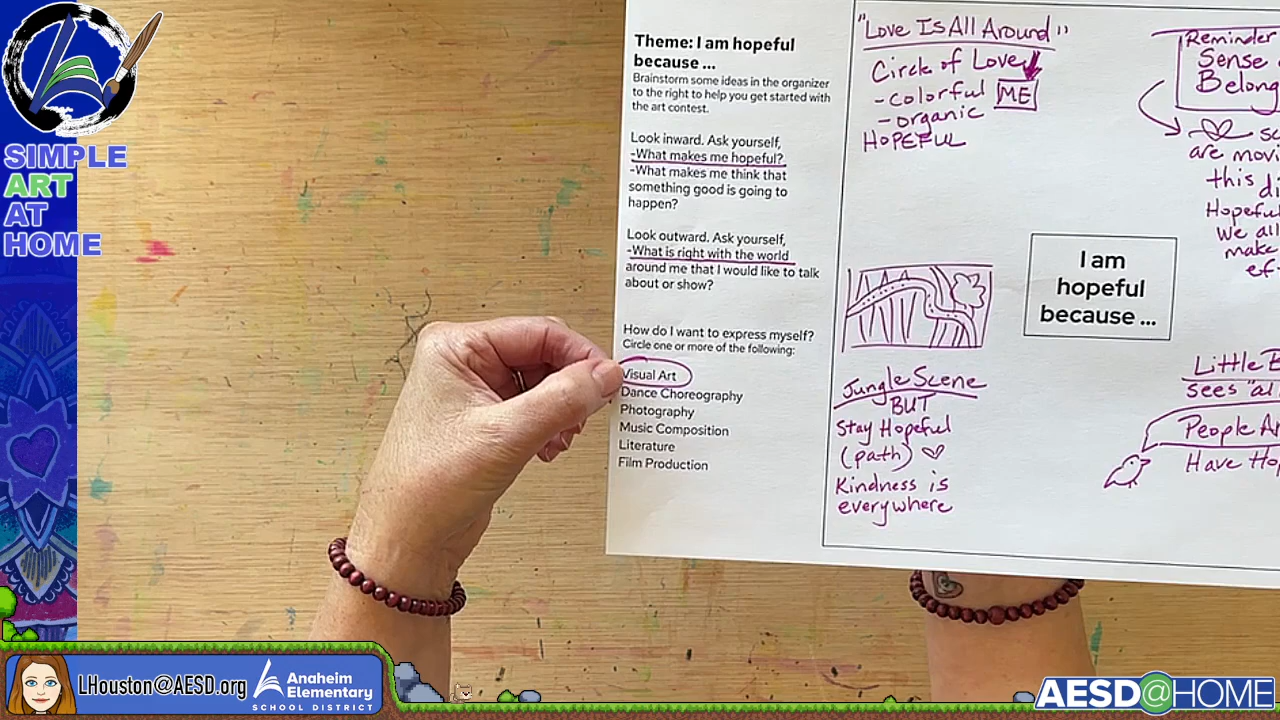 SIMPLE
ART
AT
HOME
Theme: I am hopeful
because ...
Brainstorm some ideas in the organizer
to the right to help you get started with
the art contest.
Look inward. Ask yourself,
-What makes me hopeful?
-What makes me think that
something good is going to
happen?
Look outward. Ask yourself,
-What is right with the world
around me that I would like to talk
about or show?
How do I want to express myself?
Circle one or more of the following:
Visual Art
Dance Choreography
Photography
Music Composition
Literature
Film Production
"Love Is All Around"
Circle of Love
-colorful ME
-organic
HOPEFUL
Jungle Scene
BUT
Stay Hopeful
(path)
Kindness is
everywhere
I am
hopeful
because ...
Reminder
Sense
Belong
are movi
this
Hopeful
We all
make
Little
sees "al
People
Have
LHouston@AESD.org
Anaheim
Elementary
SCHOOL DISTRICT
AESD@HOME